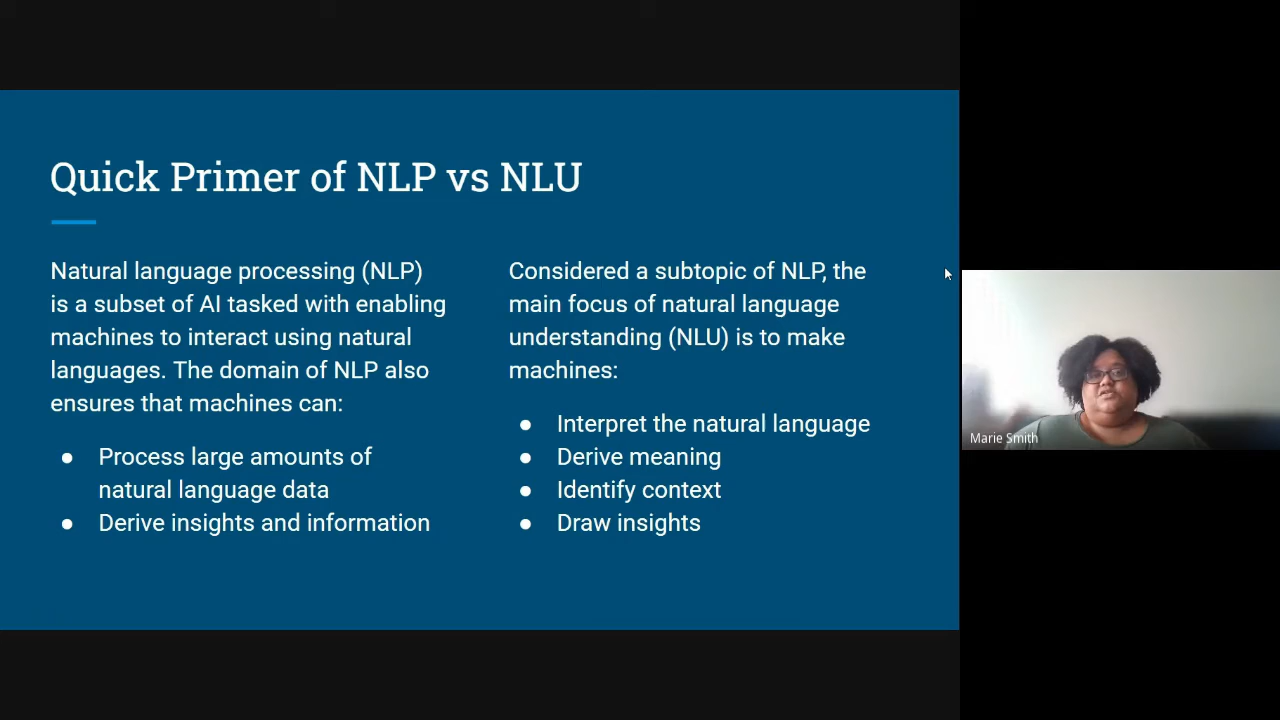 Quick Primer of NLP vs NLU
Natural language processing (NLP)
is a subset of AI tasked with enabling
machines to interact using natural
languages. The domain of NLP also
ensures that machines can:
● Process large amounts of
natural language data
● Derive insights and information
Considered a subtopic of NLP, the
main focus of natural language
understanding (NLU) is to make
machines:
● Interpret the natural language
● Derive meaning
● Identify context
● Draw insights
Marie Smith